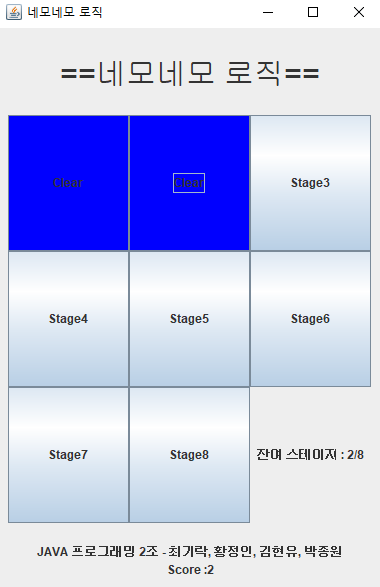 네모네모 로직
==네모네모 로직==
Clear
Clear
Stage3
Stage4
Stage5
Stage6
Stage7
Stage8
잔여 스테이지 : 2/8
JAVA 프로그래밍 2조 - 최기락, 황정인, 김현유, 박종원
Score :2